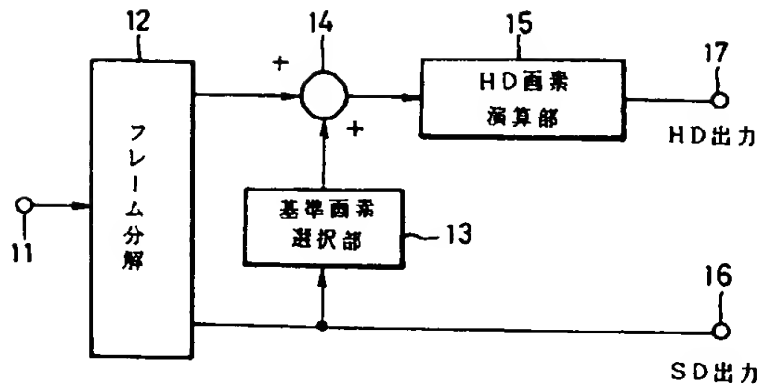 12
14
15
17
+
HD画素
演算部
HD出力
フレーム分解
+
11
基準画素
選択部
13
16
SD出力